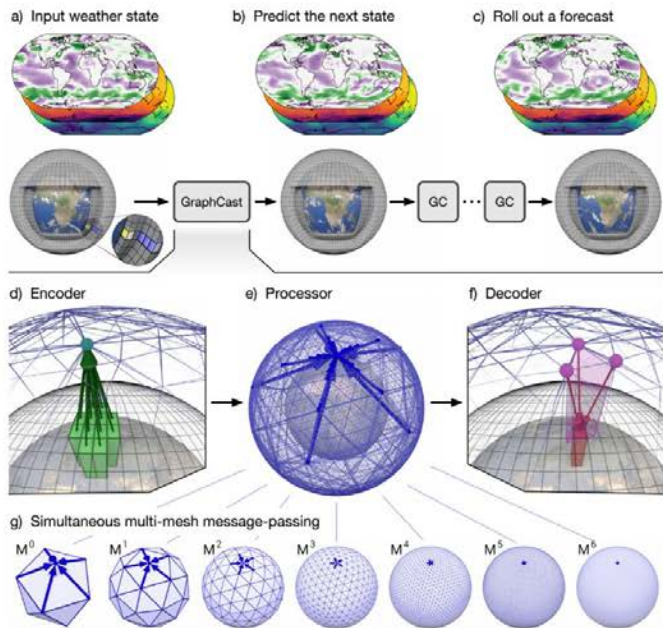 a) Input weather state
b) Predict the next state
c) Roll out a forecast
GraphCast
GC ··· GC
d) Encoder
e) Processor
f) Decoder
g) Simultaneous multi-mesh message-passing
M⁰ M¹ M² M³ M⁴ M⁵ M⁶